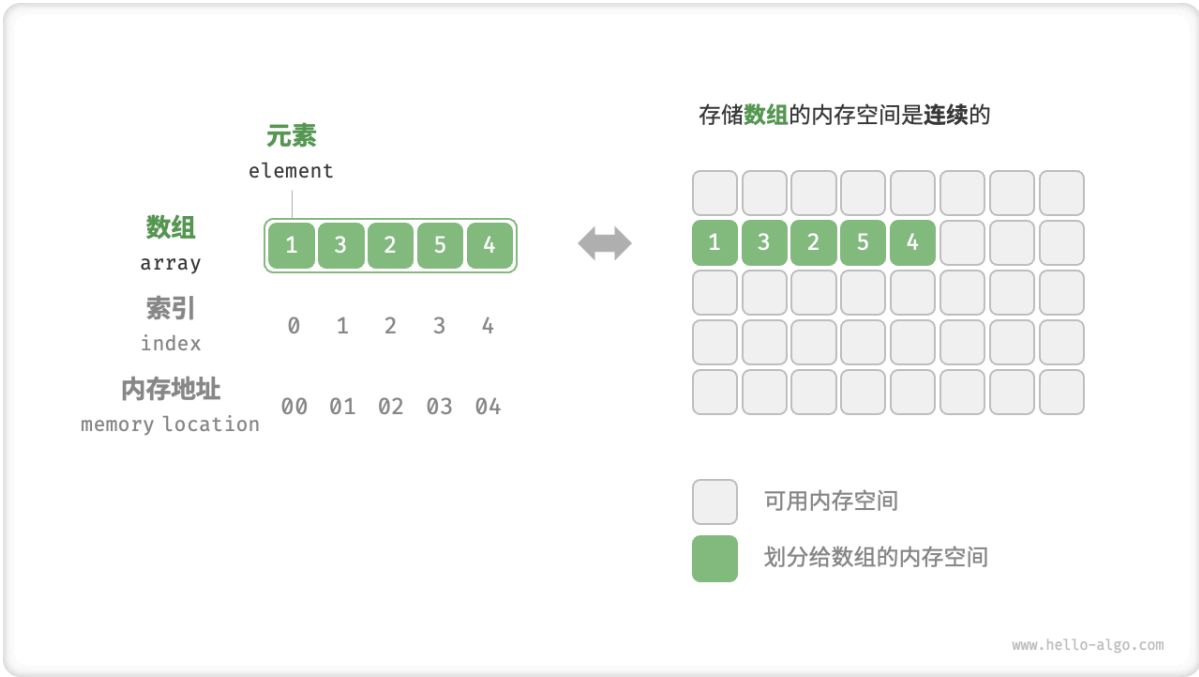 元素
element
数组
array
1 3 2 5 4
索引
index
0 1 2 3 4
内存地址
memory location
00 01 02 03 04
存储数组的内存空间是连续的
1 3 2 5 4
可用内存空间
划分给数组的内存空间
www.hello-algo.com